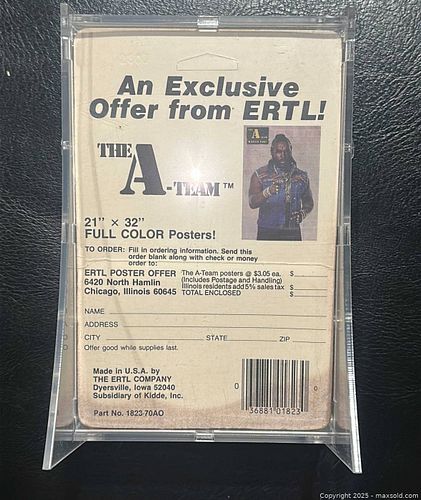 An Exclusive
Offer from ERTL!
THE
A-TEAM™
21" × 32"
FULL COLOR Posters!
TO ORDER: Fill in ordering information. Send this
order blank along with check or money
order to:
ERTL POSTER OFFER
6420 North Hamlin
Chicago, Illinois 60645
The A-Team posters @ $3.05 ea. $
(Includes Postage and Handling)
Illinois residents add 5% sales tax $
TOTAL ENCLOSED $
NAME
ADDRESS
CITY STATE ZIP
Offer good while supplies last.
Made in U.S.A. by
THE ERTL COMPANY
Dyersville, Iowa 52040
Subsidiary of Kidde, Inc.
Part No. 1823-70AO
0 36881 01823 0
Copyright 2025 - maxsold.com